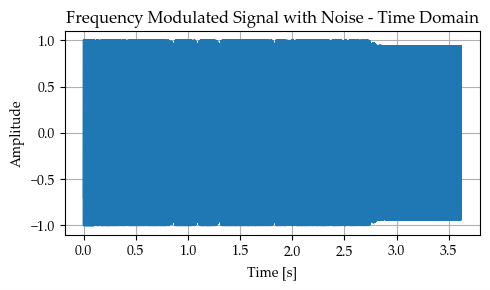 Frequency Modulated Signal with Noise - Time Domain
1.0
0.5
0.0
−0.5
−1.0
Amplitude
0.0 0.5 1.0 1.5 2.0 2.5 3.0 3.5
Time [s]